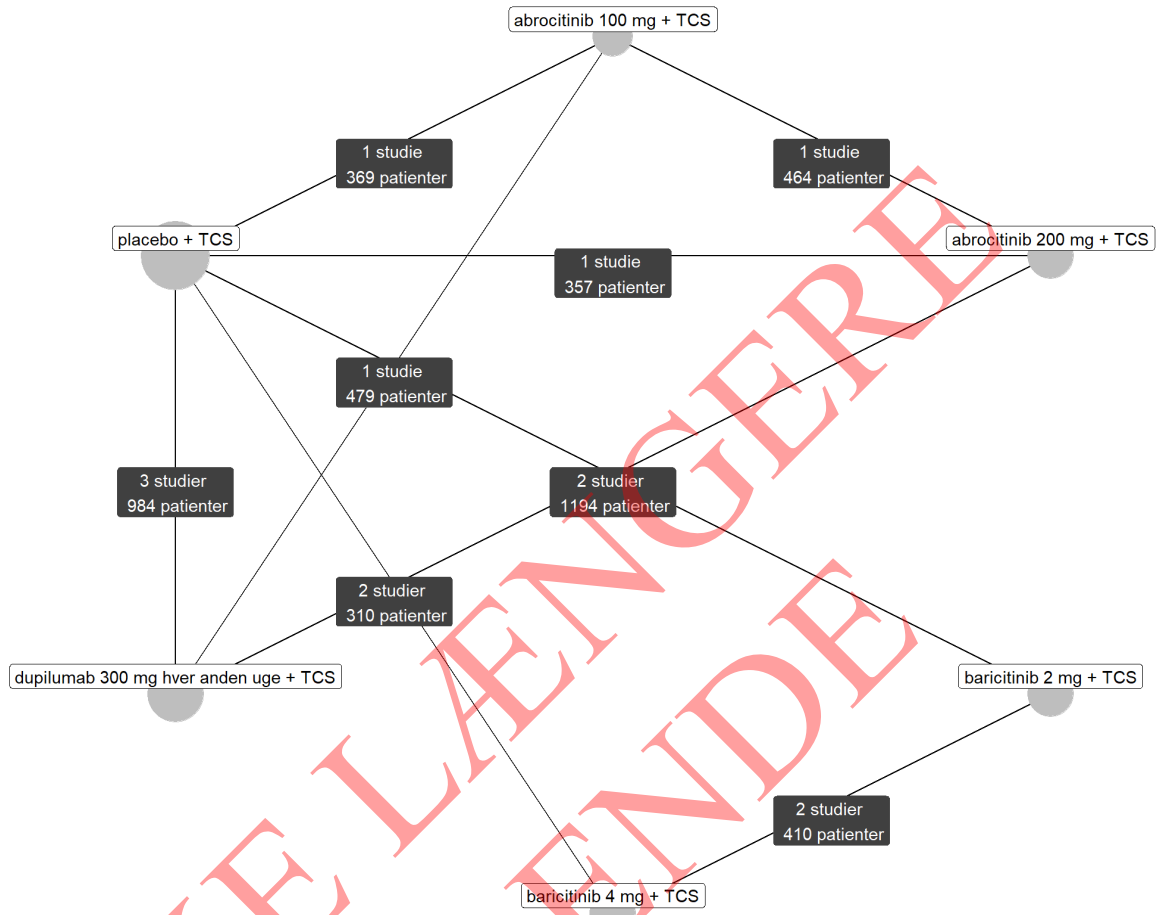 abrocitinib 100 mg + TCS
1 studie
369 patienter
1 studie
464 patienter
placebo + TCS
abrocitinib 200 mg + TCS
1 studie
357 patienter
1 studie
479 patienter
3 studier
984 patienter
2 studier
1194 patienter
2 studier
310 patienter
dupilumab 300 mg hver anden uge + TCS
baricitinib 2 mg + TCS
2 studier
410 patienter
baricitinib 4 mg + TCS
LÆNGERE
ENDE